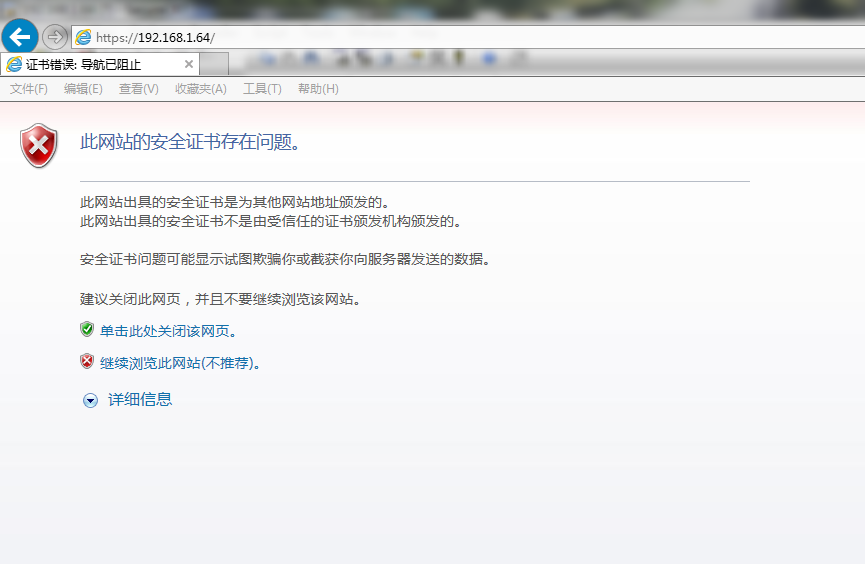 https://192.168.1.64/
证书错误: 导航已阻止
文件(F) 编辑(E) 查看(V) 收藏夹(A) 工具(T) 帮助(H)
此网站的安全证书存在问题。
此网站出具的安全证书是为其他网站地址颁发的。
此网站出具的安全证书不是由受信任的证书颁发机构颁发的。
安全证书问题可能显示试图欺骗你或截获你向服务器发送的数据。
建议关闭此网页，并且不要继续浏览该网站。
单击此处关闭该网页。
继续浏览此网站(不推荐)。
详细信息